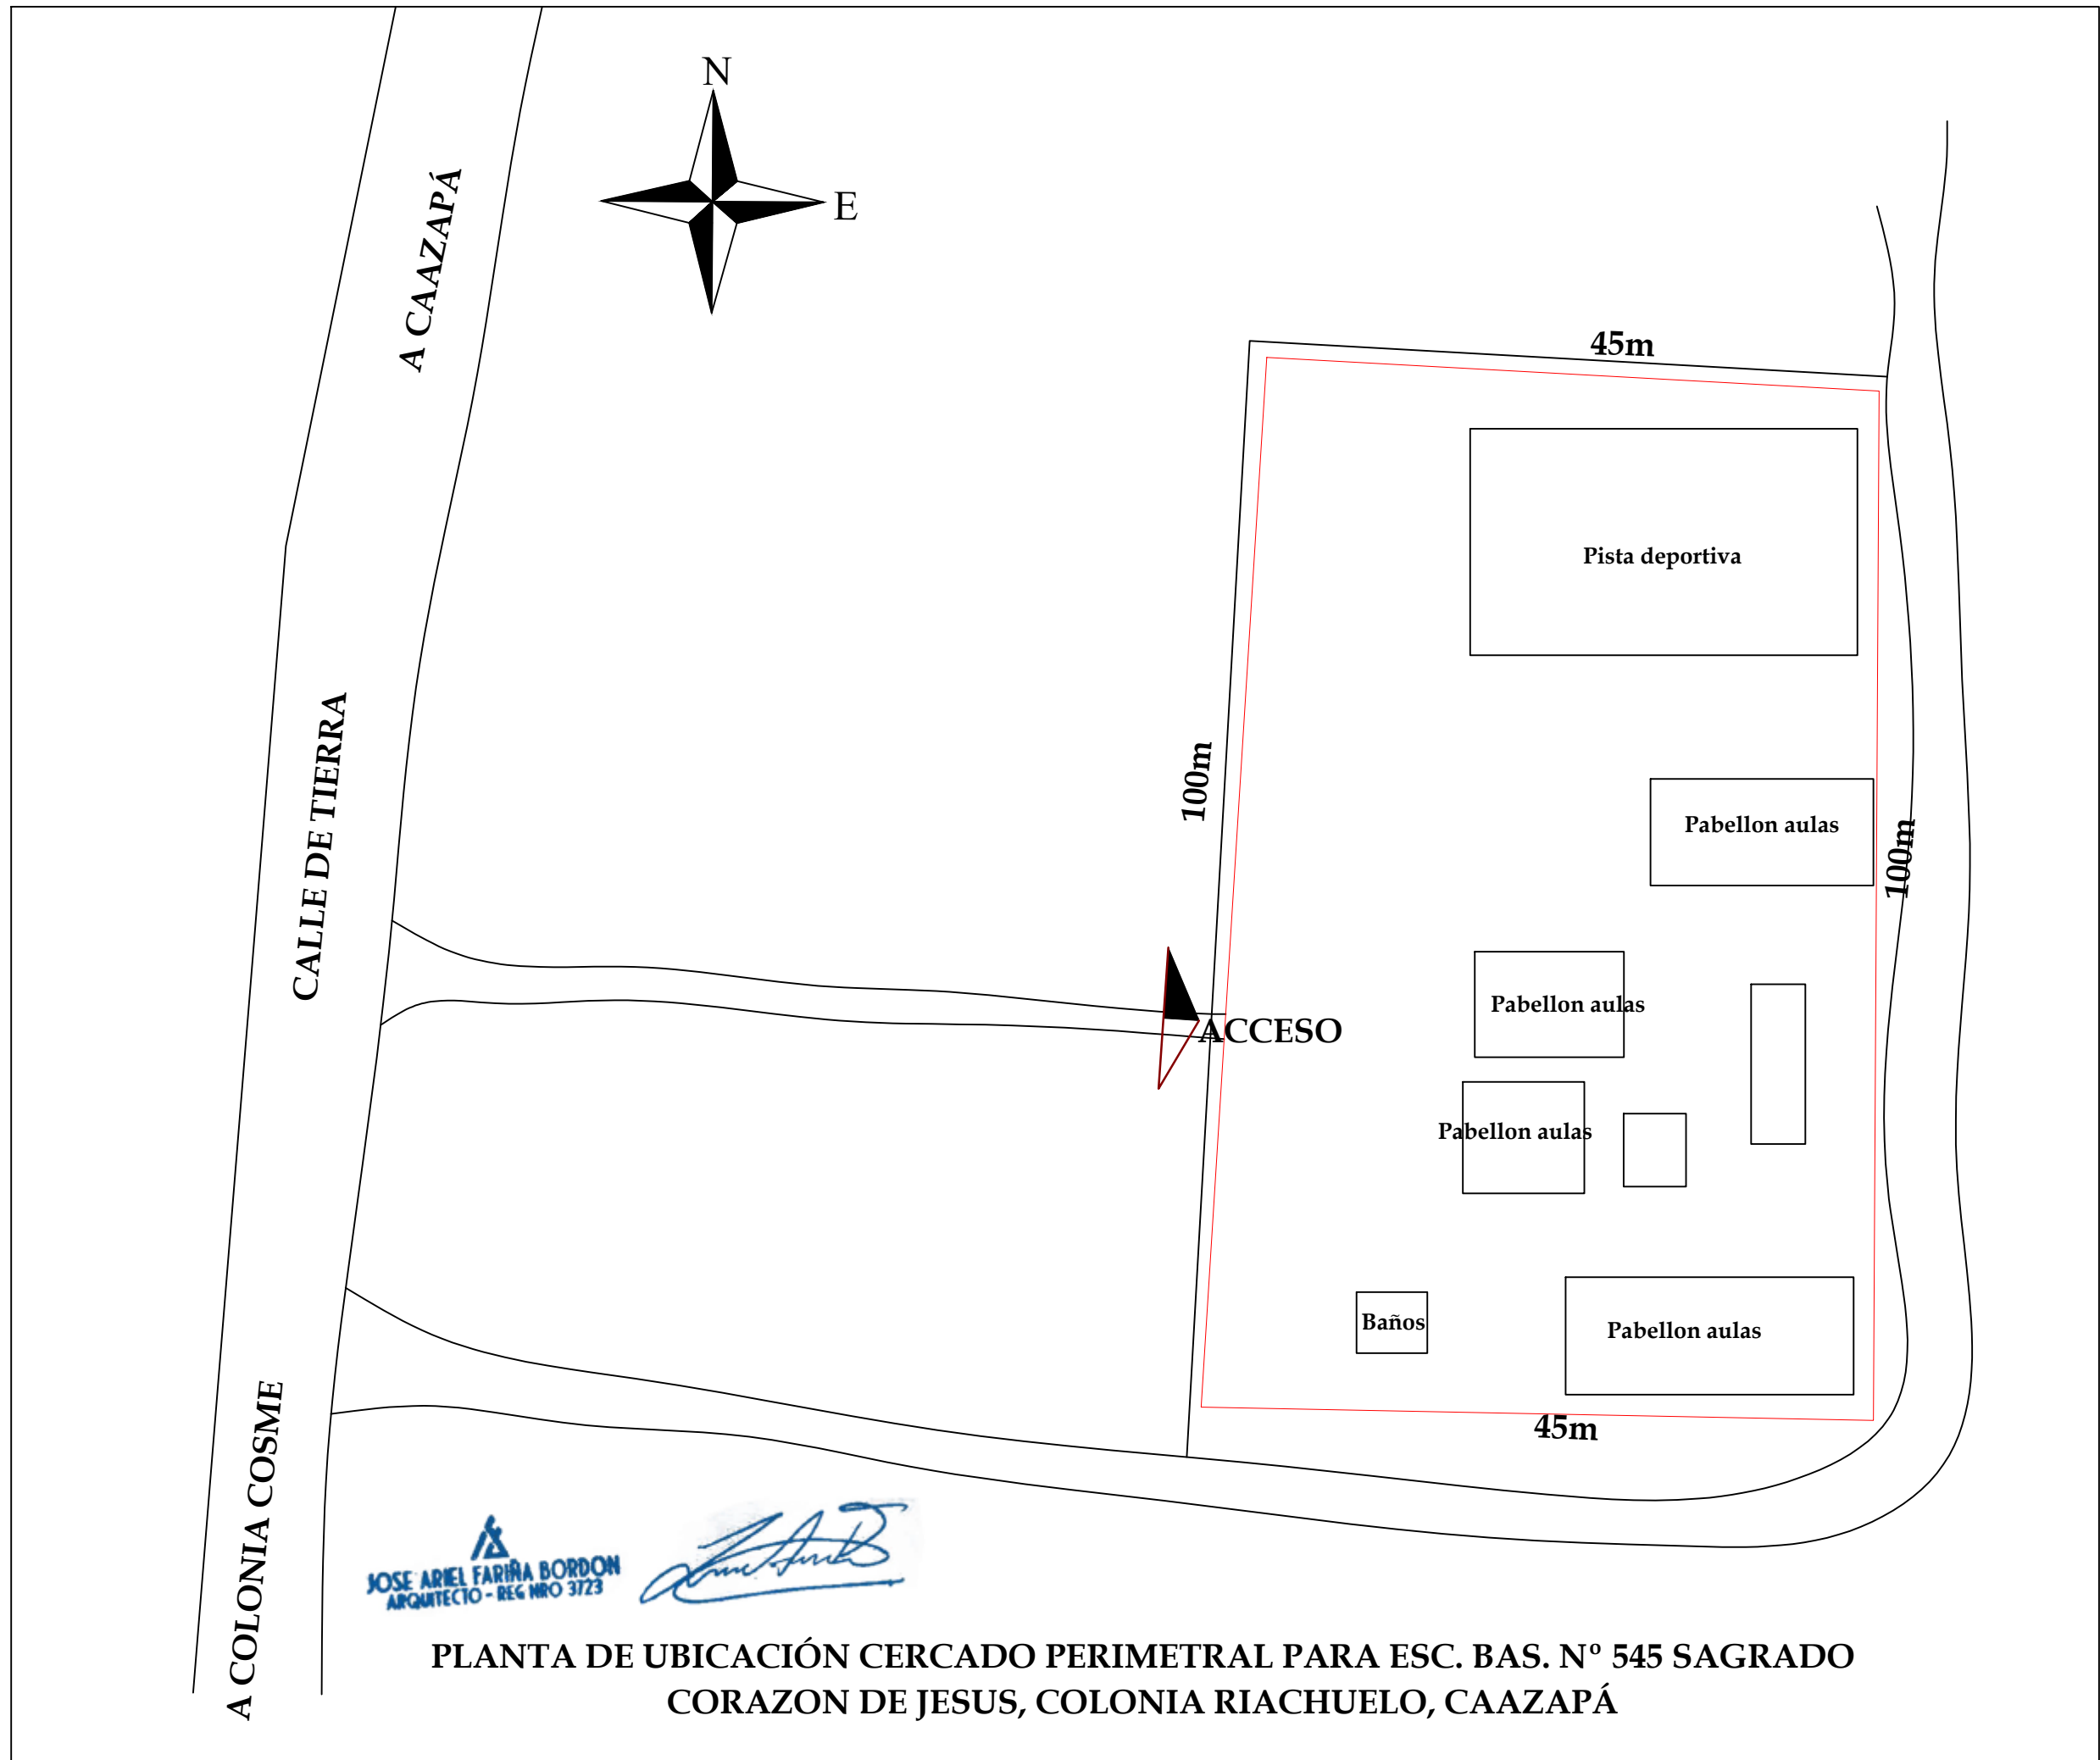 N
E
A CAAZAPÁ
45m
Pista deportiva
CALLE DE TIERRA
100m
Pabellon aulas
100m
Pabellon aulas
ACCESO
Pabellon aulas
Baños
Pabellon aulas
45m
A COLONIA COSME
JOSE ARIEL FARIÑA BORDON
ARQUITECTO - REG NRO 3723
PLANTA DE UBICACIÓN CERCADO PERIMETRAL PARA ESC. BAS. Nº 545 SAGRADO
CORAZON DE JESUS, COLONIA RIACHUELO, CAAZAPÁ